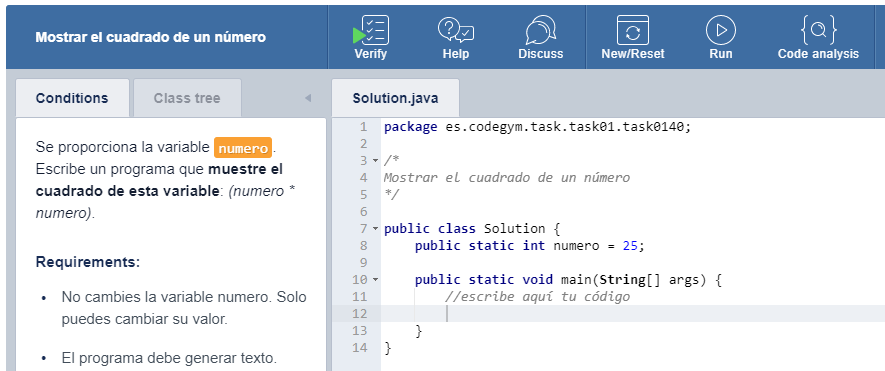 Mostrar el cuadrado de un número
Verify
Help
Discuss
New/Reset
Run
Code analysis
Conditions
Class tree
Se proporciona la variable numero.
Escribe un programa que muestre el
cuadrado de esta variable: (numero *
numero).
Requirements:
• No cambies la variable numero. Solo
puedes cambiar su valor.
• El programa debe generar texto.
Solution.java
1 package es.codegym.task.task01.task0140;
2
3 /*
4 Mostrar el cuadrado de un número
5 */
6
7 public class Solution {
8     public static int numero = 25;
9
10     public static void main(String[] args) {
11         //escribe aquí tu código
12
13     }
14 }